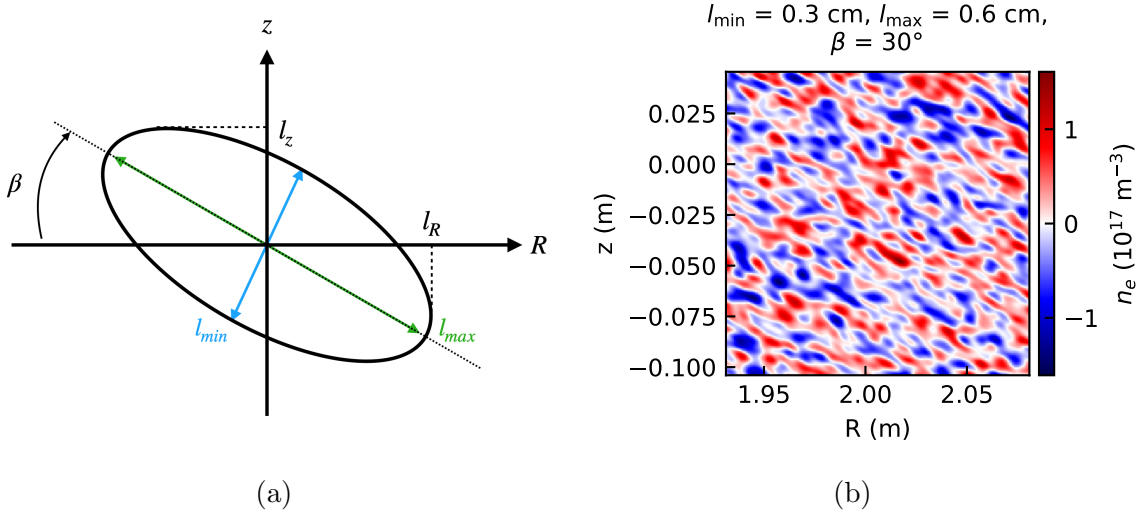 z
l_z
β
l_R
R
l_min
l_max
(a)
l_min = 0.3 cm, l_max = 0.6 cm,
β = 30°
0.025
0.000
−0.025
−0.050
−0.075
−0.100
z (m)
1.95
2.00
2.05
R (m)
1
0
−1
n_e (10^17 m^−3)
(b)